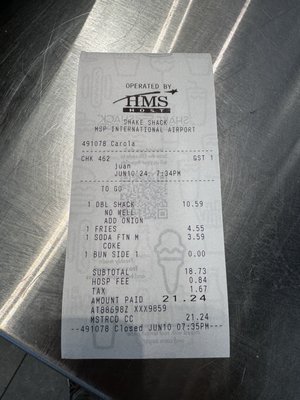 OPERATED BY
HMS
HOST
SHAKE SHACK
MSP INTERNATIONAL AIRPORT
491078 Carola
CHK 462 GST 1
juan
JUN10'24 7:34PM
TO GO
1 DBL SHACK 10.59
NO WELL
ADD ONION
1 FRIES 4.55
1 SODA FTN M 3.59
COKE
1 BUN SIDE 1 0.00
SUBTOTAL 18.73
HOSP FEE 0.84
TAX 1.67
AMOUNT PAID 21.24
AT88698Z XXX9859
MSTRCD CC 21.24
--491078 Closed JUN10 07:35PM---